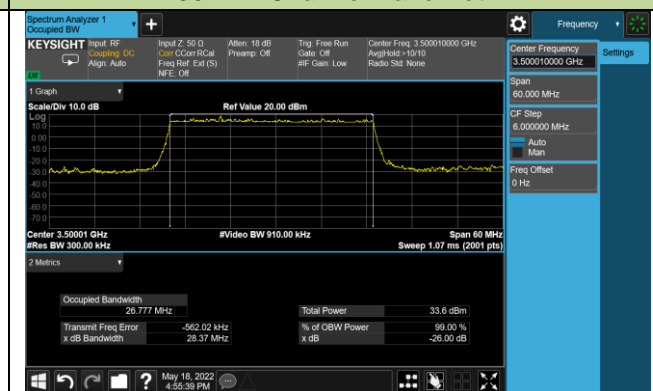 Spectrum Analyzer 1
Occupied BW
Frequency
KEYSIGHT
Input: RF
Coupling: DC
Align: Auto
Input Z: 50 Ω
Corr CCorr RCal
Freq Ref: Ext (S)
NFE: Off
Atten: 18 dB
Preamp: Off
Trig: Free Run
Gate: Off
#IF Gain: Low
Center Freq: 3.500010000 GHz
Avg|Hold:>10/10
Radio Std: None
Center Frequency
3.500010000 GHz
Settings
Span
60.000 MHz
CF Step
6.000000 MHz
Auto
Man
Freq Offset
0 Hz
1 Graph
Scale/Div 10.0 dB
Ref Value 20.00 dBm
Log
10.0
0.00
-10.0
-20.0
-30.0
-40.0
-50.0
-60.0
-70.0
Center 3.50001 GHz
#Video BW 910.00 kHz
Span 60 MHz
#Res BW 300.00 kHz
Sweep 1.07 ms (2001 pts)
2 Metrics
Occupied Bandwidth
26.777 MHz
Total Power
33.6 dBm
Transmit Freq Error
-562.02 kHz
% of OBW Power
99.00 %
x dB Bandwidth
28.37 MHz
x dB
-26.00 dB
May 18, 2022
4:55:39 PM